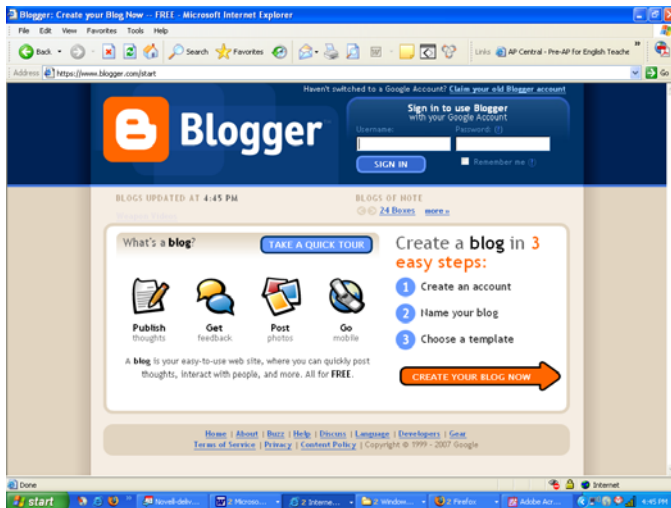 Blogger: Create your Blog Now -- FREE - Microsoft Internet Explorer
File Edit View Favorites Tools Help
Back Search Favorites Links AP Central - Pre-AP for English Teache
Address https://www.blogger.com/start Go
Haven't switched to a Google Account? Claim your old Blogger account
Blogger
Sign in to use Blogger
with your Google Account
Username: Password: (?)
SIGN IN Remember me (?)
BLOGS UPDATED AT 4:45 PM BLOGS OF NOTE
24 Boxes more »
What's a blog? TAKE A QUICK TOUR
Create a blog in 3
easy steps:
1 Create an account
2 Name your blog
3 Choose a template
CREATE YOUR BLOG NOW
Publish Get Post Go
thoughts feedback photos mobile
A blog is your easy-to-use web site, where you can quickly post
thoughts, interact with people, and more. All for FREE.
Home | About | Buzz | Help | Discuss | Language | Developers | Gear
Terms of Service | Privacy | Content Policy | Copyright © 1999 - 2007 Google
Done Internet
start Novell-deliv... 2 Microso... 2 Interne... 2 Window... 2 Firefox Adobe Acr... 4:45 PM